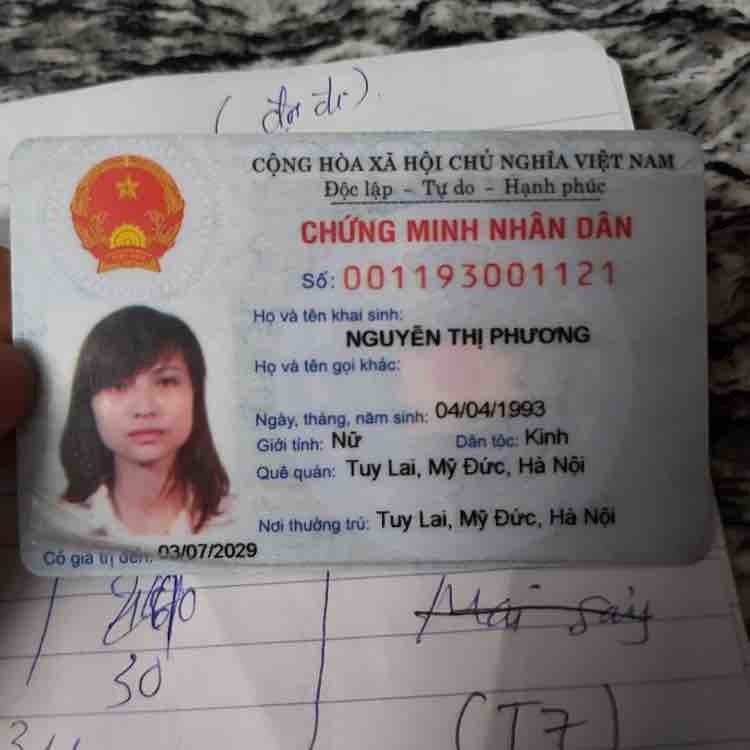 (đợt đi).
CỘNG HÒA XÃ HỘI CHỦ NGHĨA VIỆT NAM
Độc lập - Tự do - Hạnh phúc
CHỨNG MINH NHÂN DÂN
Số: 001193001121
Họ và tên khai sinh:
NGUYỄN THỊ PHƯƠNG
Họ và tên gọi khác:
Ngày, tháng, năm sinh: 04/04/1993
Giới tính: Nữ Dân tộc: Kinh
Quê quán: Tuy Lai, Mỹ Đức, Hà Nội
Nơi thường trú: Tuy Lai, Mỹ Đức, Hà Nội
Có giá trị đến: 03/07/2029
30
(T7)